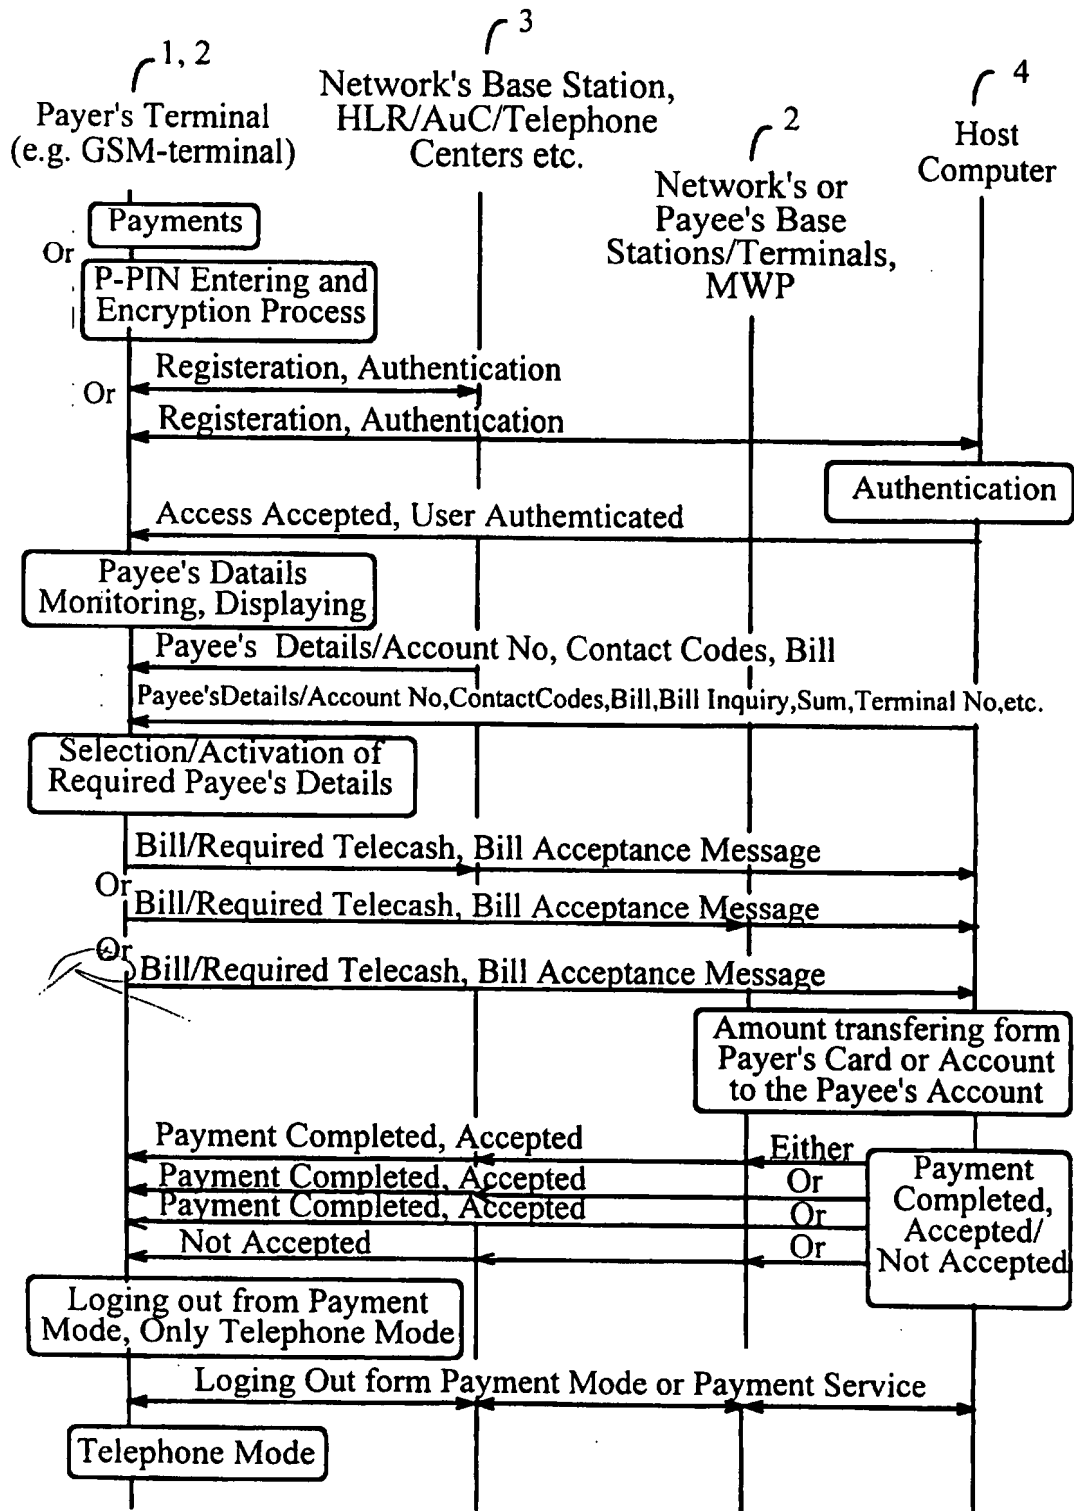 1, 2
3
2
4
Payer's Terminal
(e.g. GSM-terminal)
Network's Base Station,
HLR/AuC/Telephone
Centers etc.
Network's or
Payee's Base
Stations/Terminals,
MWP
Host
Computer
Payments
Or
P-PIN Entering and
Encryption Process
Registeration, Authentication
Or
Registeration, Authentication
Authentication
Access Accepted, User Authemticated
Payee's Datails
Monitoring, Displaying
Payee's Details/Account No, Contact Codes, Bill
Payee'sDetails/Account No,ContactCodes,Bill,Bill Inquiry,Sum,Terminal No,etc.
Selection/Activation of
Required Payee's Details
Bill/Required Telecash, Bill Acceptance Message
Or
Bill/Required Telecash, Bill Acceptance Message
Or
Bill/Required Telecash, Bill Acceptance Message
Amount transfering form
Payer's Card or Account
to the Payee's Account
Payment Completed, Accepted
Either
Payment Completed, Accepted
Or
Payment Completed, Accepted
Or
Not Accepted
Or
Payment
Completed,
Accepted/
Not Accepted
Loging out from Payment
Mode, Only Telephone Mode
Loging Out form Payment Mode or Payment Service
Telephone Mode